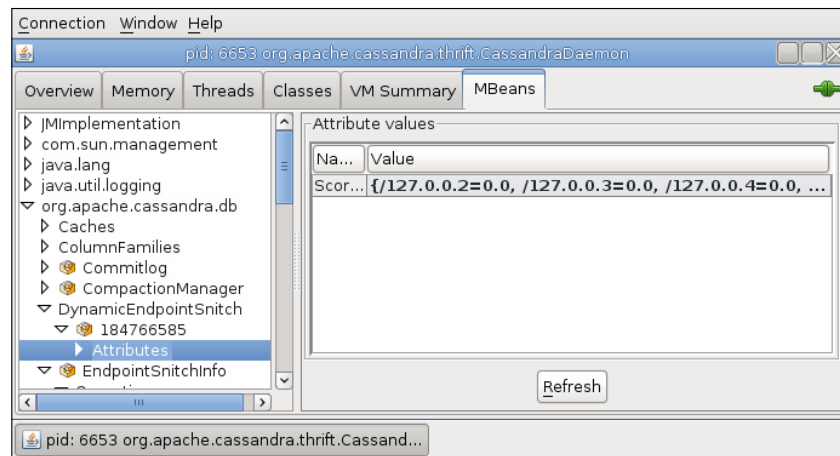 Connection Window Help
pid: 6653 org.apache.cassandra.thrift.CassandraDaemon
Overview Memory Threads Classes VM Summary MBeans
JMImplementation
com.sun.management
java.lang
java.util.logging
org.apache.cassandra.db
Caches
ColumnFamilies
Commitlog
CompactionManager
DynamicEndpointSnitch
184766585
Attributes
EndpointSnitchInfo
Attribute values
Na... Value
Scor... {/127.0.0.2=0.0, /127.0.0.3=0.0, /127.0.0.4=0.0, ...
Refresh
pid: 6653 org.apache.cassandra.thrift.Cassand...